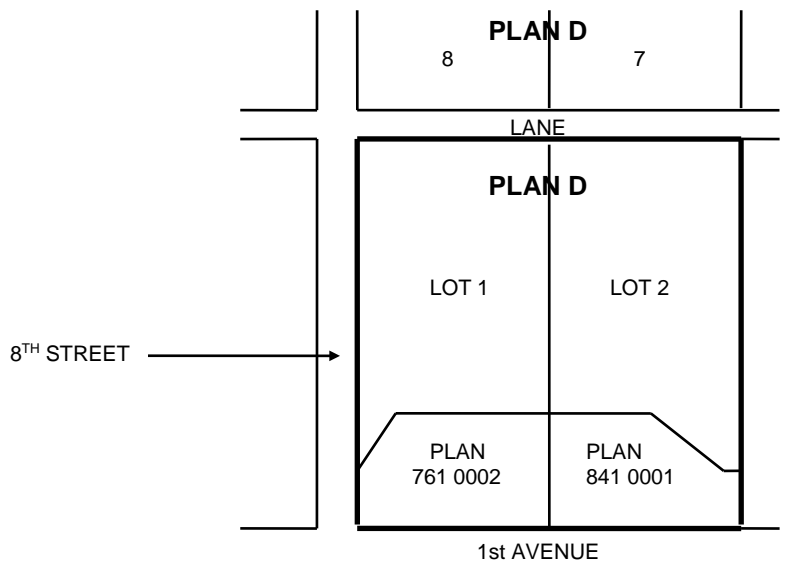 PLAN D
8
7
LANE
PLAN D
LOT 1
LOT 2
8TH STREET
PLAN
761 0002
PLAN
841 0001
1st AVENUE